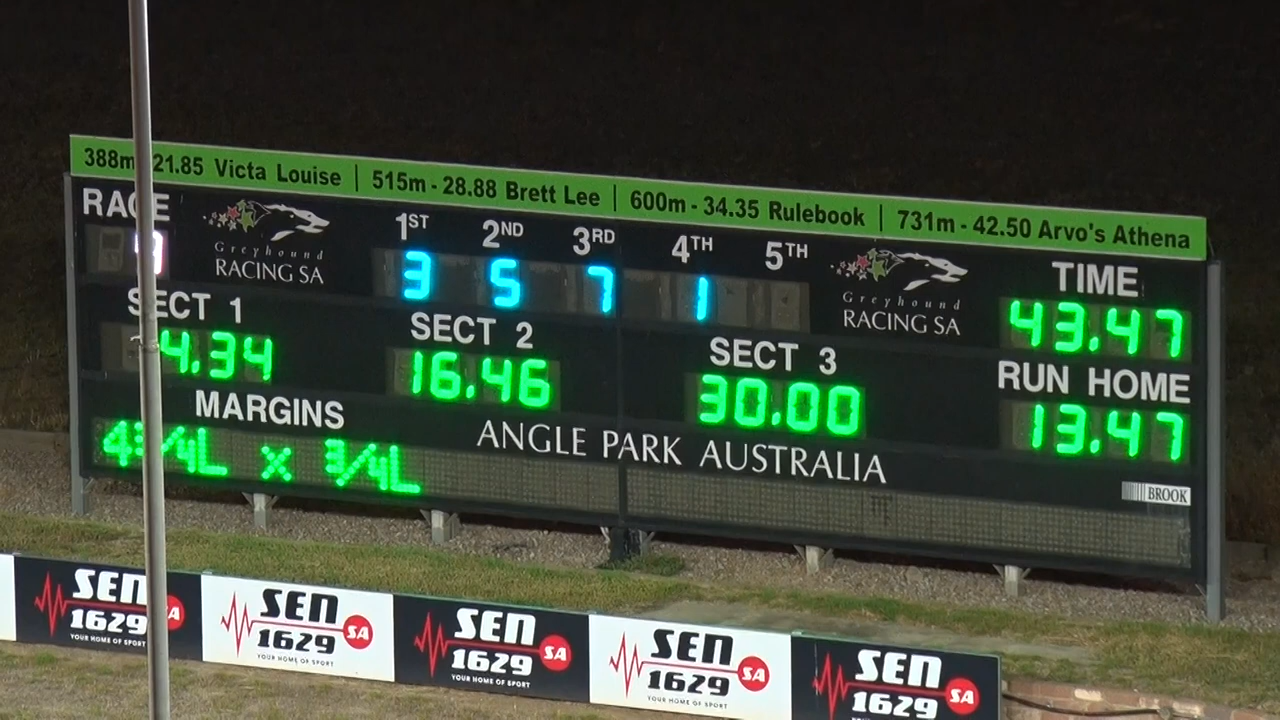 388m 21.85 Victa Louise | 515m - 28.88 Brett Lee | 600m - 34.35 Rulebook | 731m - 42.50 Arvo's Athena
RACE
Greyhound
RACING SA
1ST 2ND 3RD 4TH 5TH
3 5 7 1
Greyhound
RACING SA
TIME
43.47
SECT 1
4.34
SECT 2
16.46
SECT 3
30.00
RUN HOME
13.47
MARGINS
4¾L x ¾L
ANGLE PARK AUSTRALIA
BROOK
SEN
1629 SA
YOUR HOME OF SPORT
SEN
1629 SA
YOUR HOME OF SPORT
SEN
1629 SA
YOUR HOME OF SPORT
SEN
1629 SA
YOUR HOME OF SPORT
SEN
1629 SA